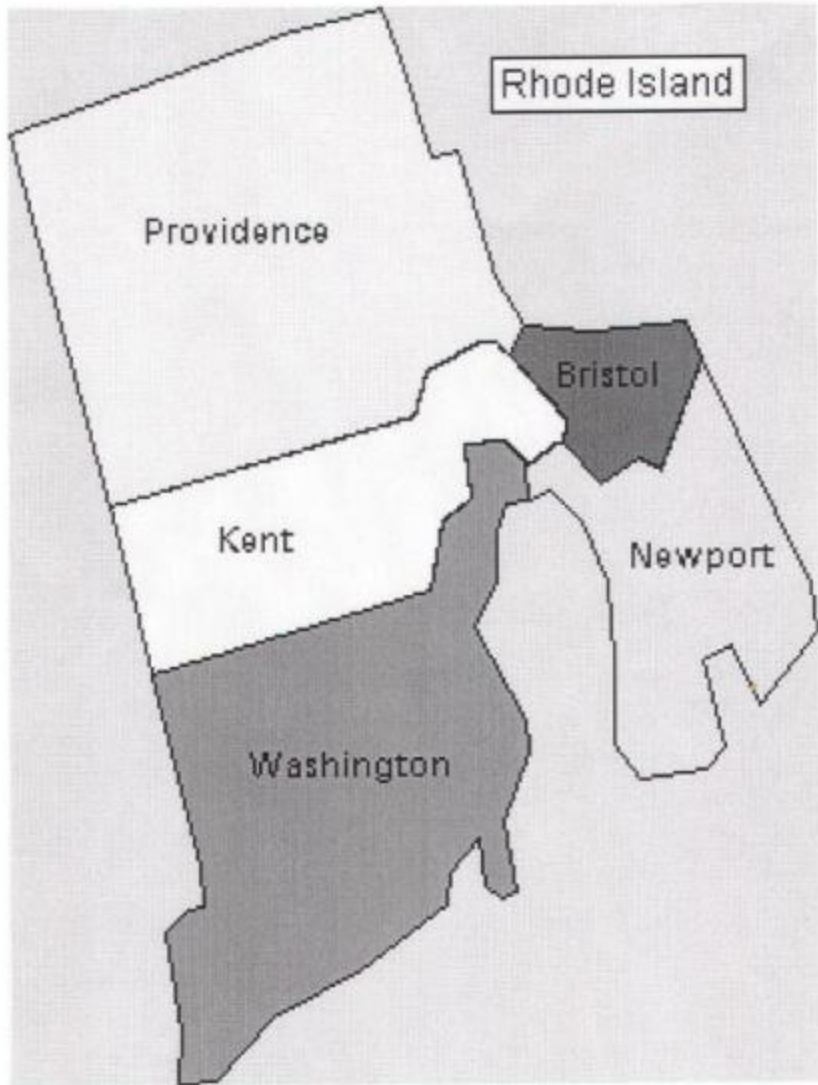 Rhode Island
Providence
Bristol
Kent
Newport
Washington